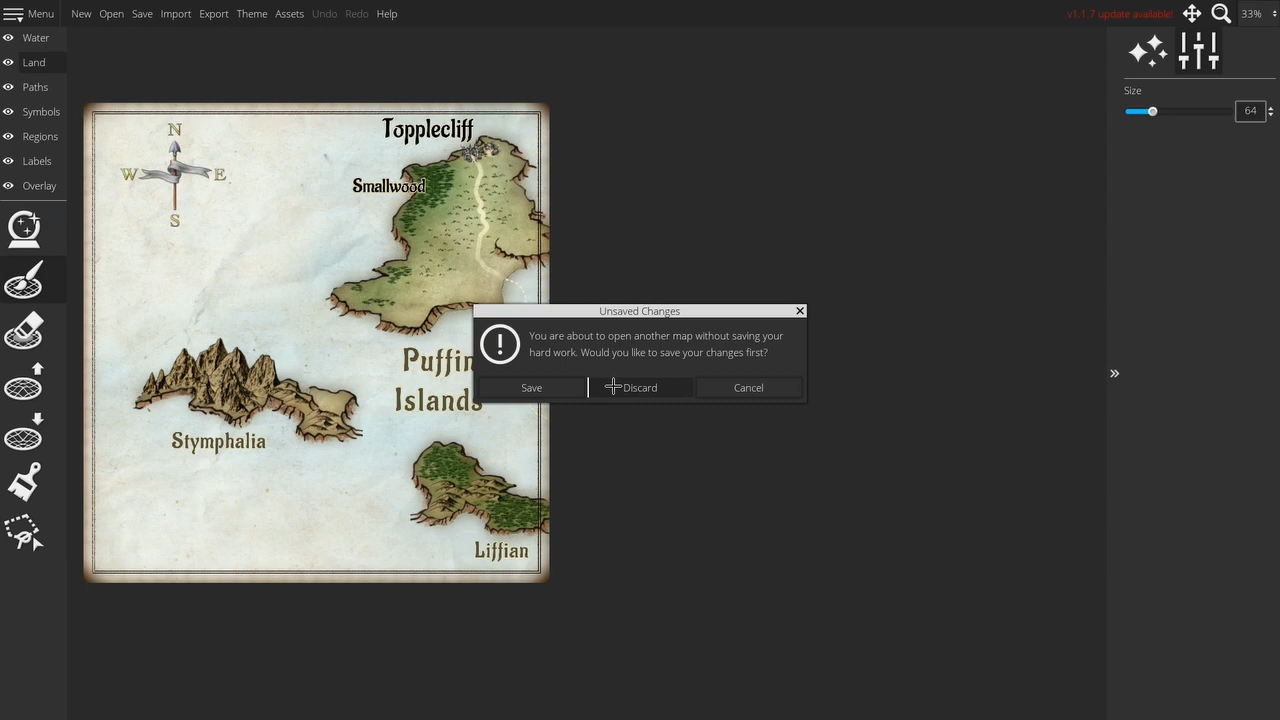 Menu New Open Save Import Export Theme Assets Undo Redo Help v1.1.7 update available! 33%
Water
Land
Paths
Symbols
Regions
Labels
Overlay
Size
64
N
W E
S
Topplecliff
Smallwood
Unsaved Changes
You are about to open another map without saving your
hard work. Would you like to save your changes first?
Save Discard Cancel
Puffin
Islands
Stymphalia
Liffian